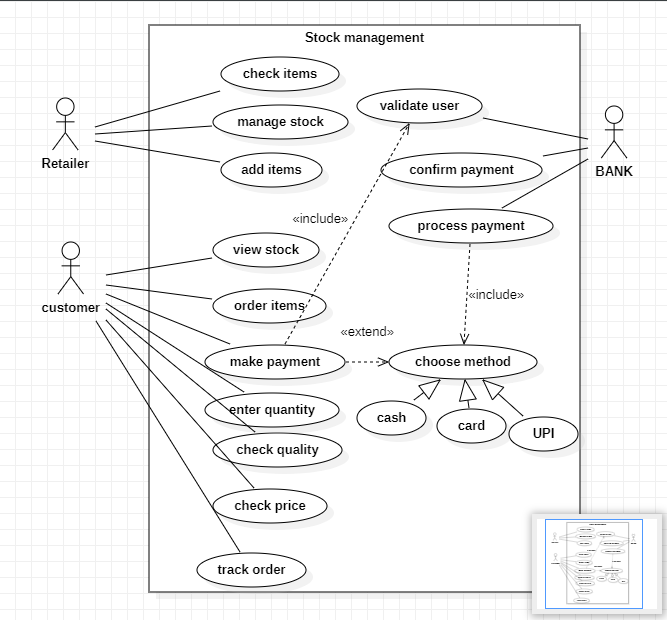 Stock management
check items
validate user
manage stock
Retailer
add items
confirm payment
BANK
«include»
process payment
view stock
customer
order items
«include»
«extend»
make payment
choose method
enter quantity
cash
card
UPI
check quality
check price
track order